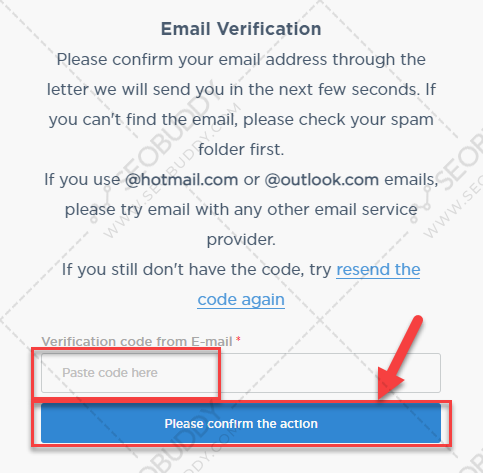 Email Verification
Please confirm your email address through the
letter we will send you in the next few seconds. If
you can't find the email, please check your spam
folder first.
If you use @hotmail.com or @outlook.com emails,
please try email with any other email service
provider.
If you still don't have the code, try resend the
code again
Verification code from E-mail *
Paste code here
Please confirm the action
SEOBUDDY
WWW.SEOBUDDY.COM
SEOBUDDY
WWW.SEOBUDDY.COM